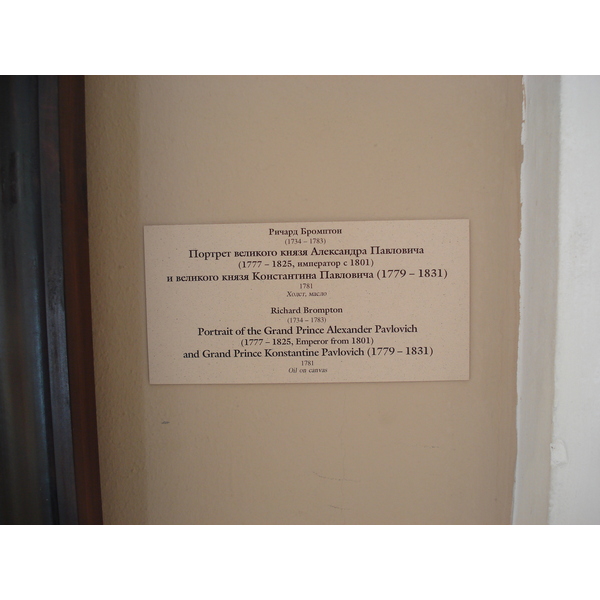 Ричард Бромптон
(1734 – 1783)
Портрет великого князя Александра Павловича
(1777 – 1825, император с 1801)
и великого князя Константина Павловича (1779 – 1831)
1781
Холст, масло
Richard Brompton
(1734 – 1783)
Portrait of the Grand Prince Alexander Pavlovich
(1777 – 1825, Emperor from 1801)
and Grand Prince Konstantine Pavlovich (1779 – 1831)
1781
Oil on canvas